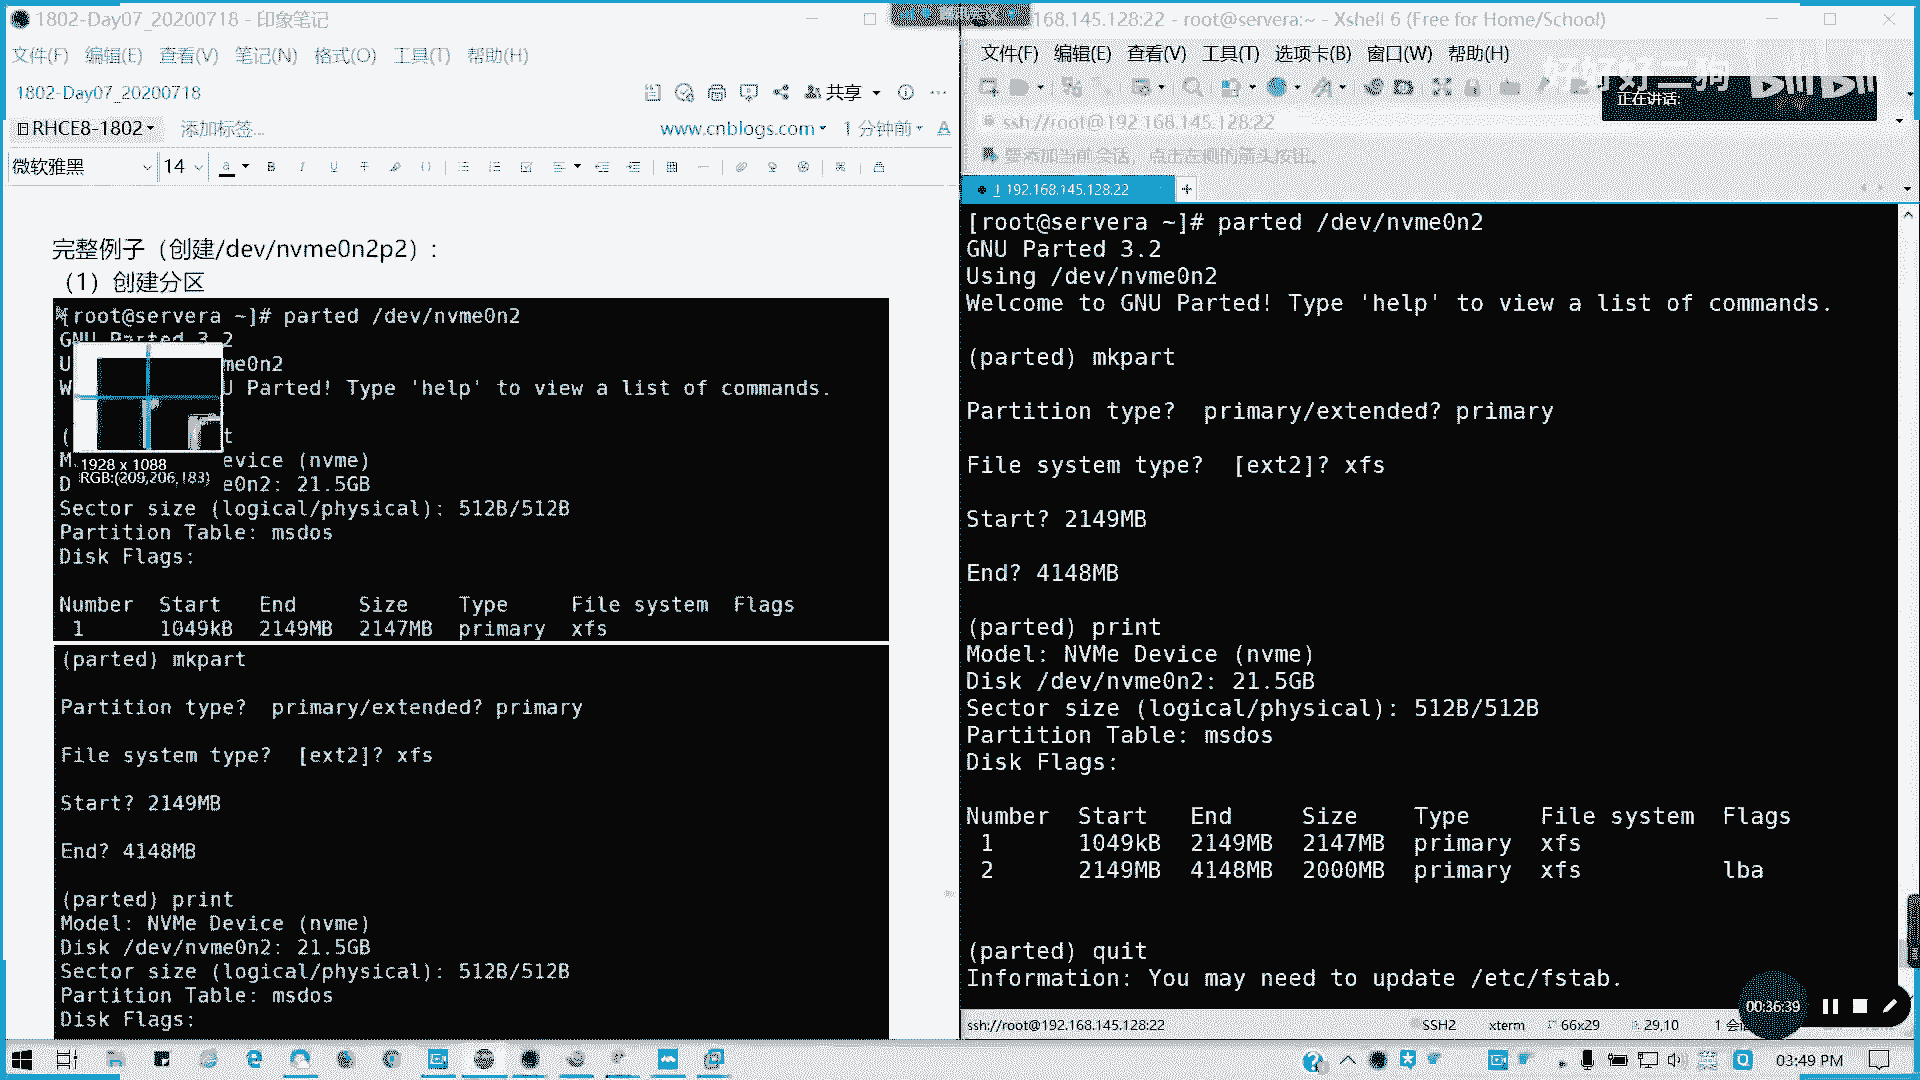 1802-Day07_20200718 - 印象笔记
文件(F) 编辑(E) 查看(V) 笔记(N) 格式(O) 工具(T) 帮助(H)
1802-Day07_20200718
共享
RHCE8-1802 添加标签...
www.cnblogs.com 1 分钟前
微软雅黑 14
完整例子（创建/dev/nvme0n2p2）：
（1）创建分区
[root@servera ~]# parted /dev/nvme0n2
GNU Parted 3.2
me0n2
U Parted! Type 'help' to view a list of commands.
1928 x 1088
RGB:(209,206,183)
evice (nvme)
e0n2: 21.5GB
Sector size (logical/physical): 512B/512B
Partition Table: msdos
Disk Flags:
Number Start End Size Type File system Flags
1 1049kB 2149MB 2147MB primary xfs
(parted) mkpart
Partition type? primary/extended? primary
File system type? [ext2]? xfs
Start? 2149MB
End? 4148MB
(parted) print
Model: NVMe Device (nvme)
Disk /dev/nvme0n2: 21.5GB
Sector size (logical/physical): 512B/512B
Partition Table: msdos
Disk Flags:
168.145.128:22 - root@servera:~ - Xshell 6 (Free for Home/School)
文件(F) 编辑(E) 查看(V) 工具(T) 选项卡(B) 窗口(W) 帮助(H)
正在讲话:
ssh://root@192.168.145.128:22
要添加当前会话，点击左侧的箭头按钮。
1 192.168.145.128:22
[root@servera ~]# parted /dev/nvme0n2
GNU Parted 3.2
Using /dev/nvme0n2
Welcome to GNU Parted! Type 'help' to view a list of commands.
(parted) mkpart
Partition type? primary/extended? primary
File system type? [ext2]? xfs
Start? 2149MB
End? 4148MB
(parted) print
Model: NVMe Device (nvme)
Disk /dev/nvme0n2: 21.5GB
Sector size (logical/physical): 512B/512B
Partition Table: msdos
Disk Flags:
Number Start End Size Type File system Flags
1 1049kB 2149MB 2147MB primary xfs
2 2149MB 4148MB 2000MB primary xfs lba
(parted) quit
Information: You may need to update /etc/fstab.
00:36:39
ssh://root@192.168.145.128:22 SSH2 xterm 66x29 29,10
03:49 PM